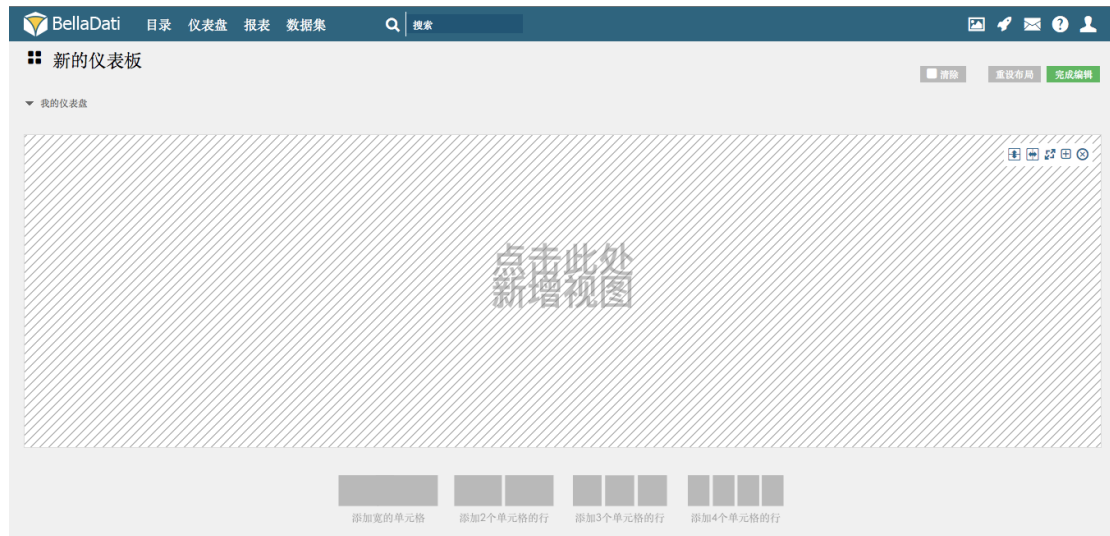 BellaDati 目录 仪表盘 报表 数据集 搜索
新的仪表板
清除 重设布局 完成编辑
我的仪表盘
点击此处
新增视图
添加宽的单元格 添加2个单元格的行 添加3个单元格的行 添加4个单元格的行